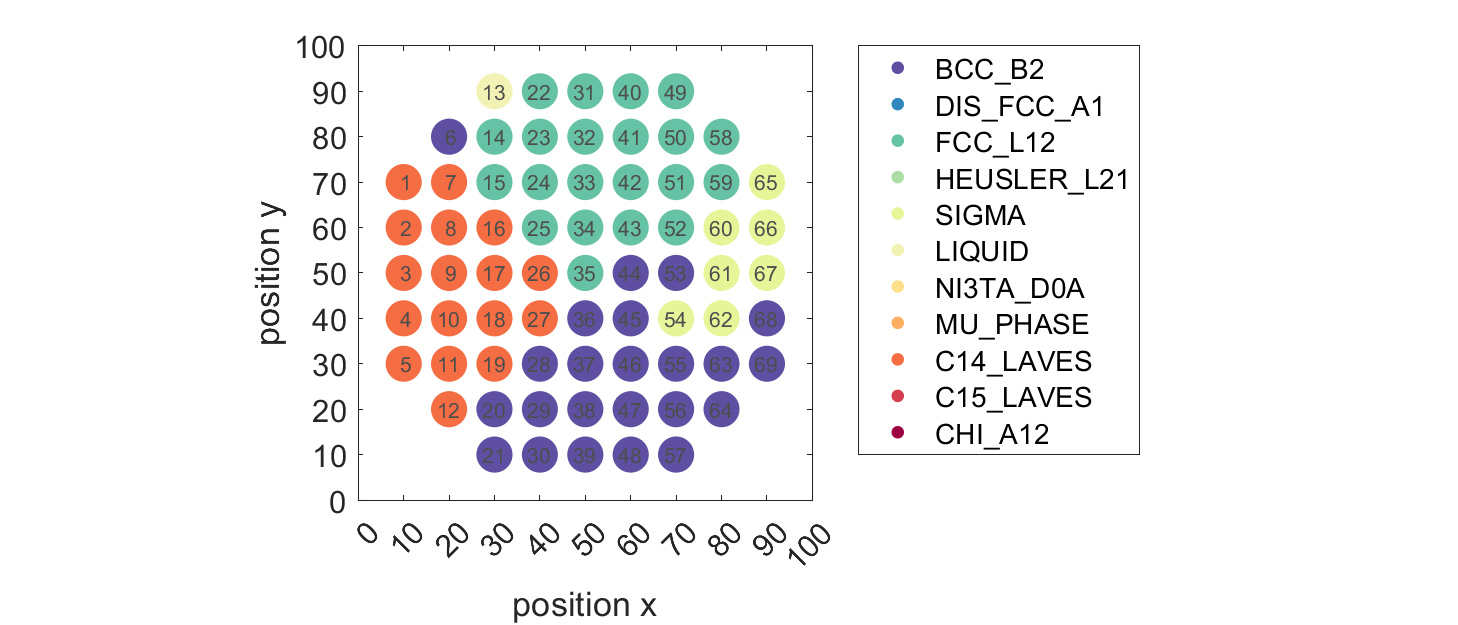 100
90
13 22 31 40 49
BCC_B2
DIS_FCC_A1
80
6 14 23 32 41 50 58
FCC_L12
70
1 7 15 24 33 42 51 59 65
HEUSLER_L21
60
2 8 16 25 34 43 52 60 66
SIGMA
LIQUID
50
3 9 17 26 35 44 53 61 67
NI3TA_D0A
40
4 10 18 27 36 45 54 62 68
MU_PHASE
30
5 11 19 28 37 46 55 63 69
C14_LAVES
20
12 20 29 38 47 56 64
C15_LAVES
10
21 30 39 48 57
CHI_A12
0
position y
0 10 20 30 40 50 60 70 80 90 100
position x